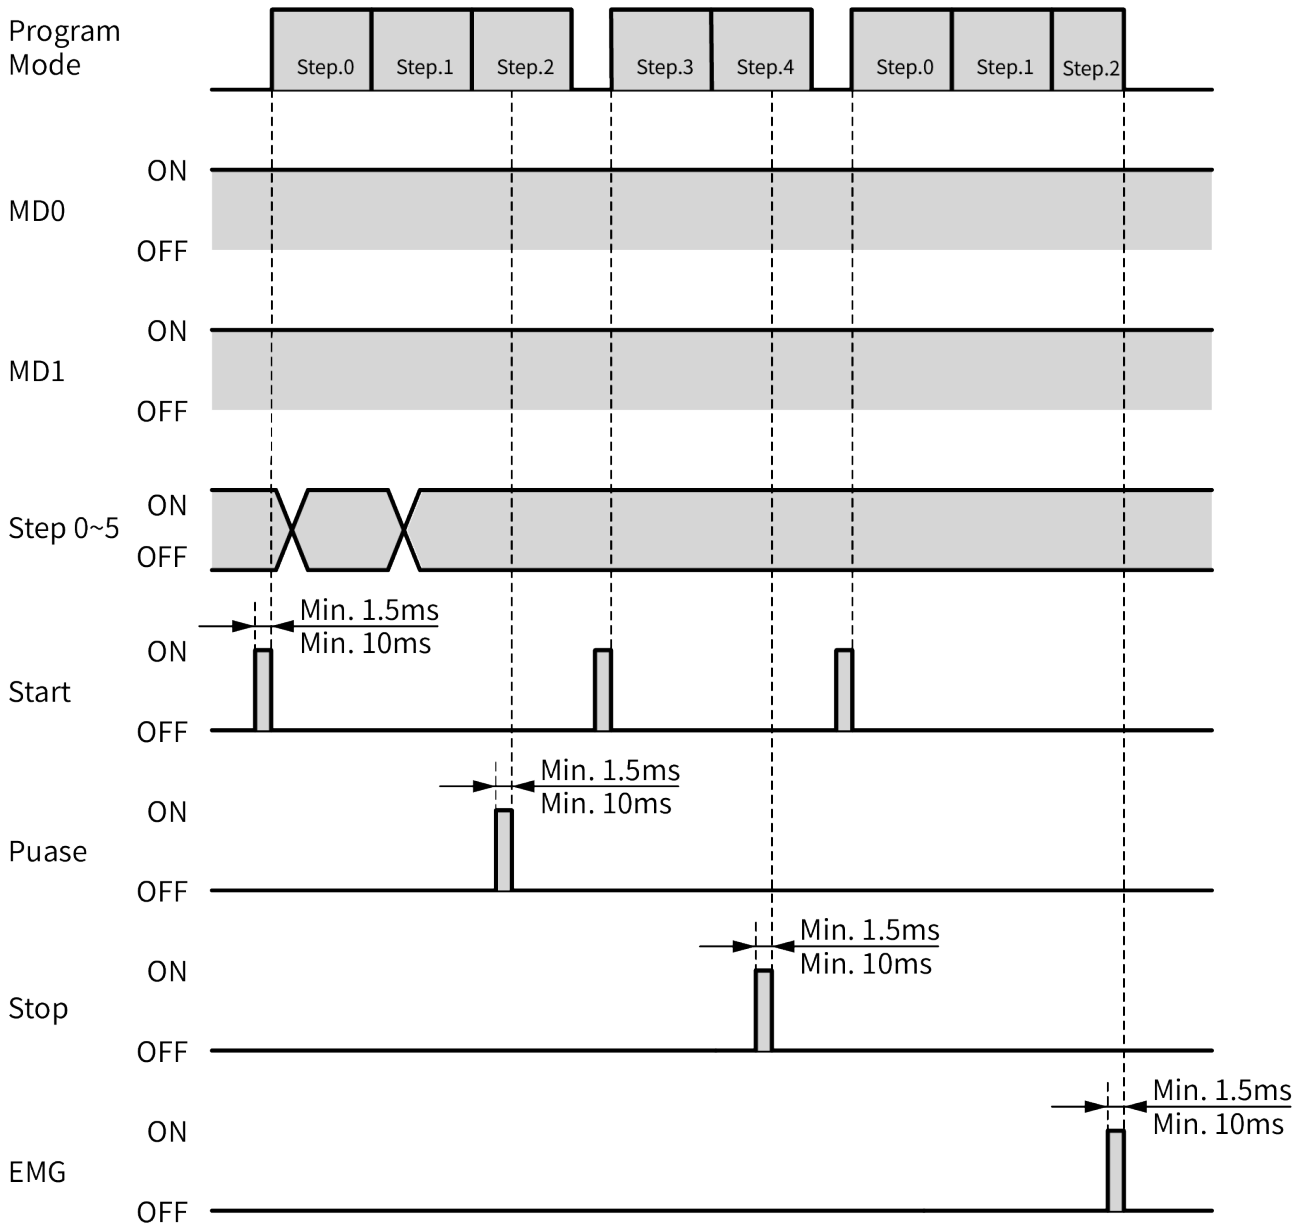 Program
Mode
Step.0
Step.1
Step.2
Step.3
Step.4
Step.0
Step.1
Step.2
ON
MD0
OFF
ON
MD1
OFF
ON
Step 0~5
OFF
Min. 1.5ms
Min. 10ms
ON
Start
OFF
Min. 1.5ms
Min. 10ms
ON
Puase
OFF
Min. 1.5ms
Min. 10ms
ON
Stop
OFF
Min. 1.5ms
Min. 10ms
ON
EMG
OFF